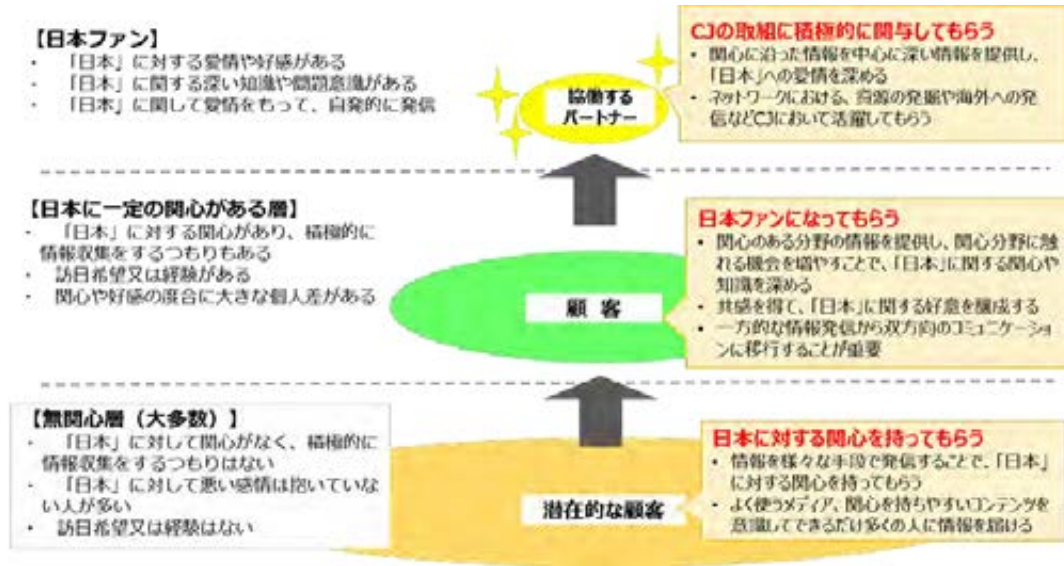 【日本ファン】
・ 「日本」に対する愛情や好感がある
・ 「日本」に関する深い知識や問題意識がある
・ 「日本」に関して愛情をもって、自発的に発信
協働する
パートナー
CJの取組に積極的に関与してもらう
・ 関心に沿った情報を中心に深い情報を提供し、
「日本」への愛情を深める
・ ネットワークにおける、資源の発掘や海外への発
信などCJにおいて活躍してもらう
【日本に一定の関心がある層】
・ 「日本」に対する関心があり、積極的に
情報収集をするつもりもある
・ 訪日希望又は経験がある
・ 関心や好感の度合に大きな個人差がある
顧 客
日本ファンになってもらう
・ 関心のある分野の情報を提供し、関心分野に触
れる機会を増やすことで、「日本」に関する関心や
知識を深める
・ 共感を得て、「日本」に関する好意を醸成する
・ 一方的な情報発信から双方向のコミュニケーショ
ンに移行することが重要
【無関心層（大多数）】
・ 「日本」に対して関心がなく、積極的に
情報収集をするつもりはない
・ 「日本」に対して悪い感情は抱いていな
い人が多い
・ 訪日希望又は経験はない
潜在的な顧客
日本に対する関心を持ってもらう
・ 情報を様々な手段で発信することで、「日本」
に対する関心を持ってもらう
・ よく使うメディア、関心を持ちやすいコンテンツを
意識してできるだけ多くの人に情報を届ける